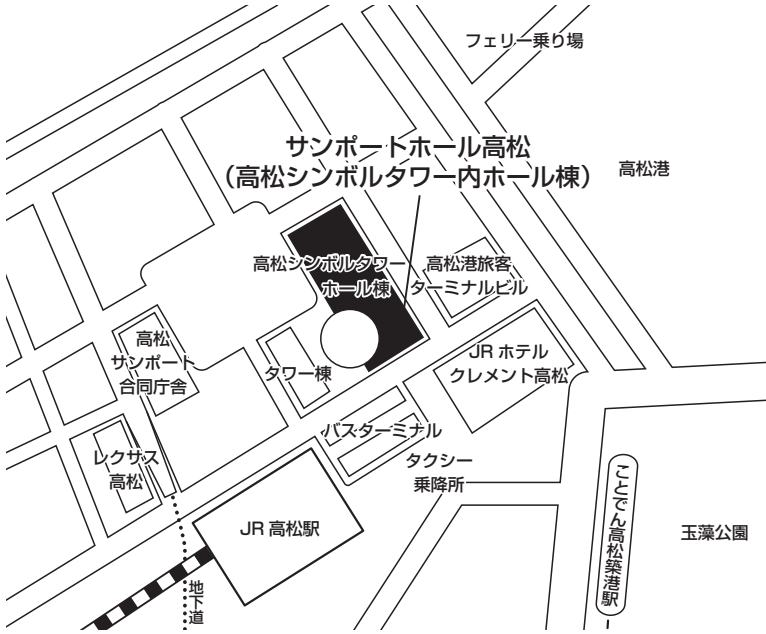 フェリー乗り場
サンポートホール高松
（高松シンボルタワー内ホール棟）
高松港
高松シンボルタワー
ホール棟
高松港旅客
ターミナルビル
高松
サンポート
合同庁舎
タワー棟
JR ホテル
クレメント高松
バスターミナル
レクサス
高松
タクシー
乗降所
JR 高松駅
ことでん高松築港駅
玉藻公園
地下道